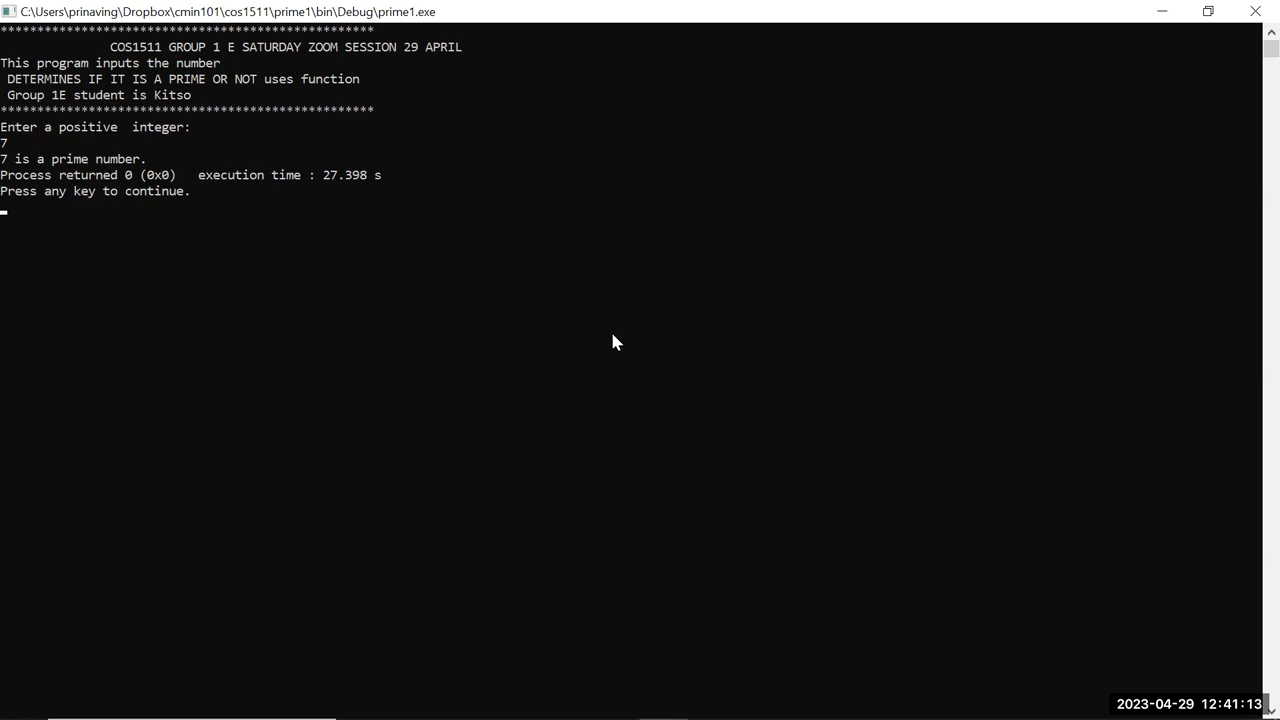 C:\Users\prinaving\Dropbox\cmin101\cos1511\prime1\bin\Debug\prime1.exe
***************************************************
COS1511 GROUP 1 E SATURDAY ZOOM SESSION 29 APRIL
This program inputs the number
DETERMINES IF IT IS A PRIME OR NOT uses function
Group 1E student is Kitso
***************************************************
Enter a positive  integer:
7
7 is a prime number.
Process returned 0 (0x0)   execution time : 27.398 s
Press any key to continue.
2023-04-29 12:41:13